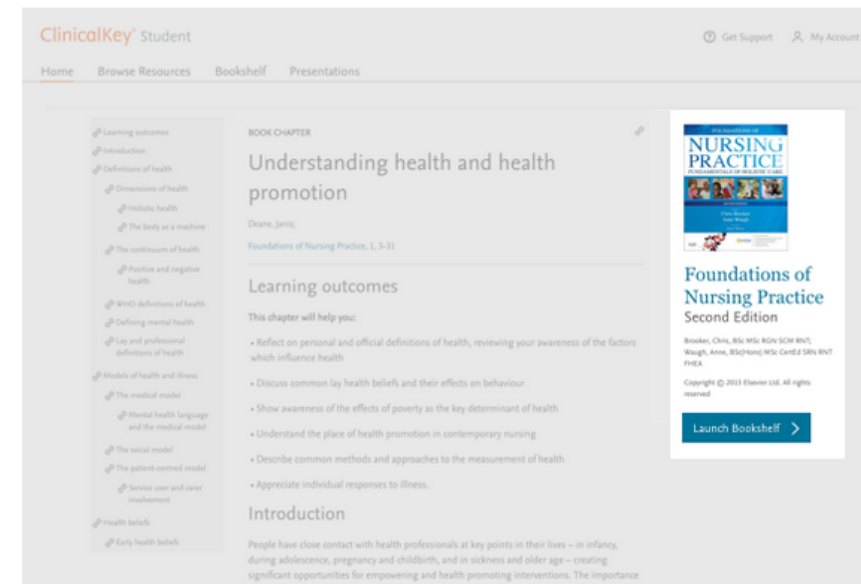 ClinicalKey® Student
Get Support
My Account
Home
Browse Resources
Bookshelf
Presentations
Learning outcomes
Introduction
Definitions of health
Dimensions of health
Holistic health
The body as a machine
The continuum of health
Positive and negative
health
WHO definitions of health
Defining mental health
Lay and professional
definitions of health
Models of health and illness
The medical model
Mental health language
and the medical model
The social model
The patient-centred model
Service user and carer
involvement
Health beliefs
Early health beliefs
BOOK CHAPTER
Understanding health and health
promotion
Deane, Janis;
Foundations of Nursing Practice, 1, 3-31
Learning outcomes
This chapter will help you:
• Reflect on personal and official definitions of health, reviewing your awareness of the factors
which influence health
• Discuss common lay health beliefs and their effects on behaviour
• Show awareness of the effects of poverty as the key determinant of health
• Understand the place of health promotion in contemporary nursing
• Describe common methods and approaches to the measurement of health
• Appreciate individual responses to illness.
Introduction
People have close contact with health professionals at key points in their lives – in infancy,
during adolescence, pregnancy and childbirth, and in sickness and older age – creating
significant opportunities for empowering and health promoting interventions. The importance
FOUNDATIONS OF
NURSING
PRACTICE
FUNDAMENTALS OF HOLISTIC CARE
Chris Brooker
Anne Waugh
Foundations of
Nursing Practice
Second Edition
Brooker, Chris, BSc MSc RGN SCM RNT;
Waugh, Anne, BSc(Hons) MSc CertEd SRN RNT
FHEA
Copyright © 2013 Elsevier Ltd. All rights
reserved
Launch Bookshelf